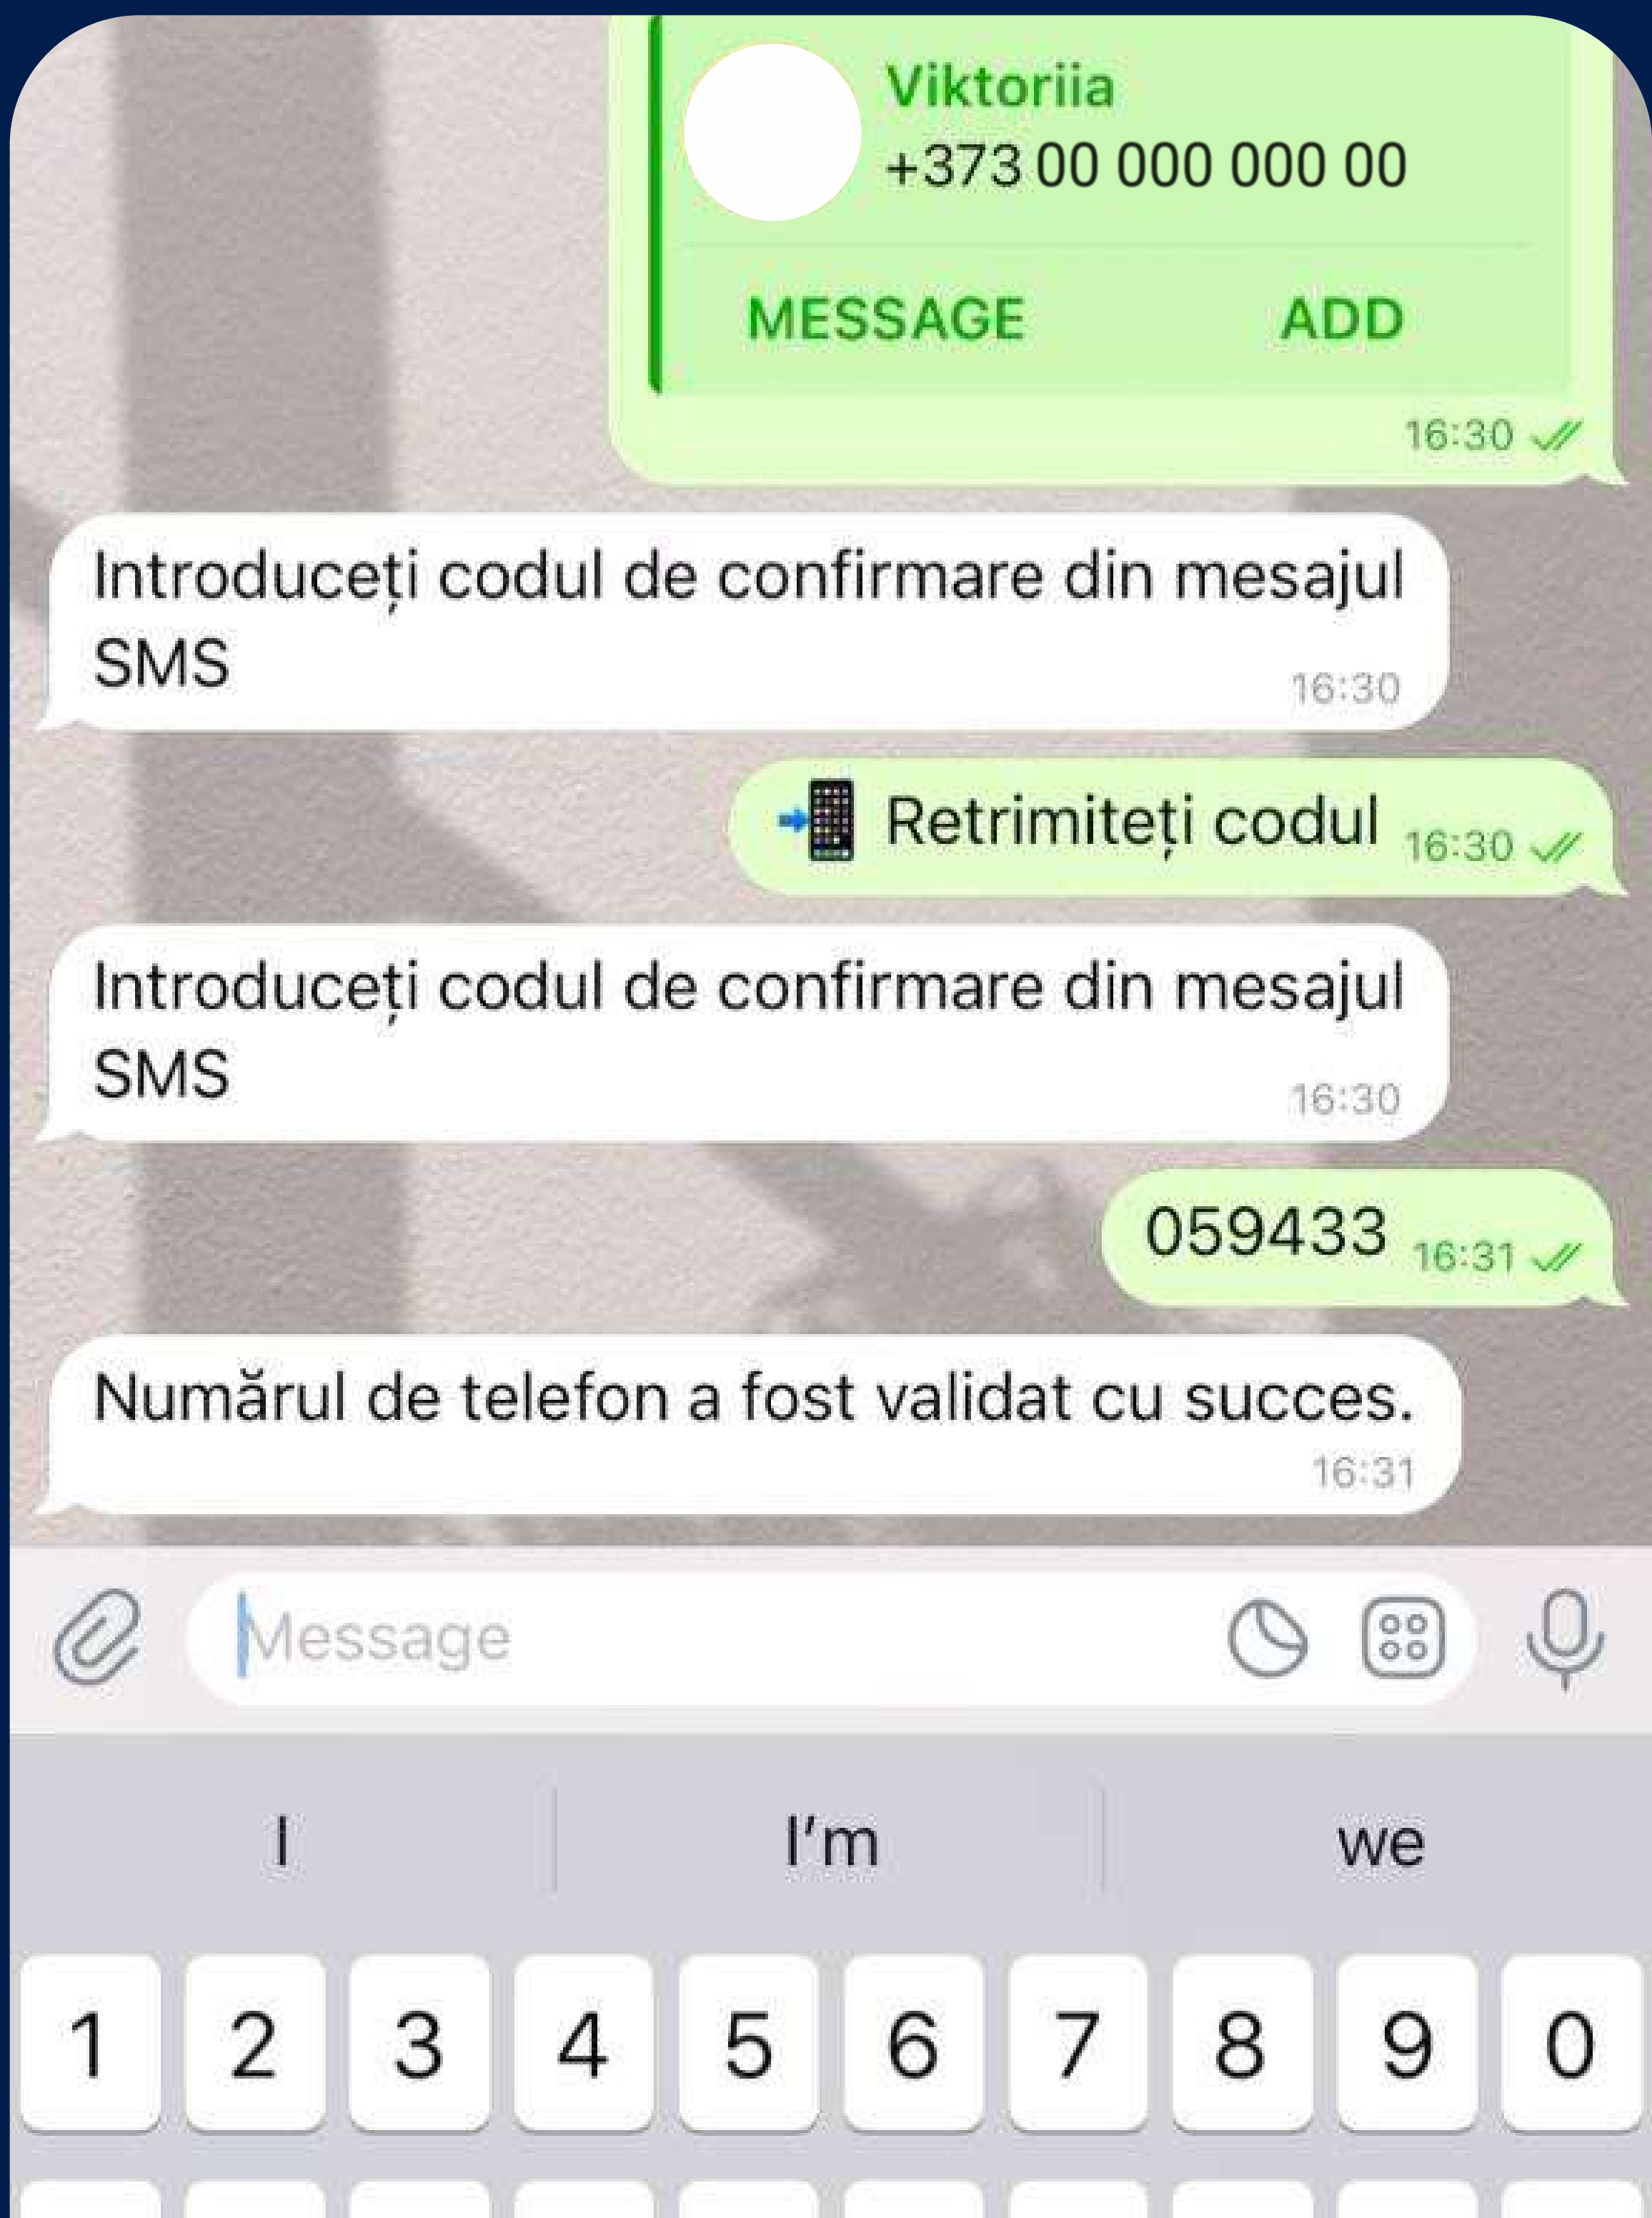 Viktoriia
+373 00 000 000 00
MESSAGE ADD
16:30
Introduceți codul de confirmare din mesajul
SMS
16:30
Retrimiteți codul 16:30
Introduceți codul de confirmare din mesajul
SMS
16:30
059433 16:31
Numărul de telefon a fost validat cu succes.
16:31
Message
I I'm we
1 2 3 4 5 6 7 8 9 0